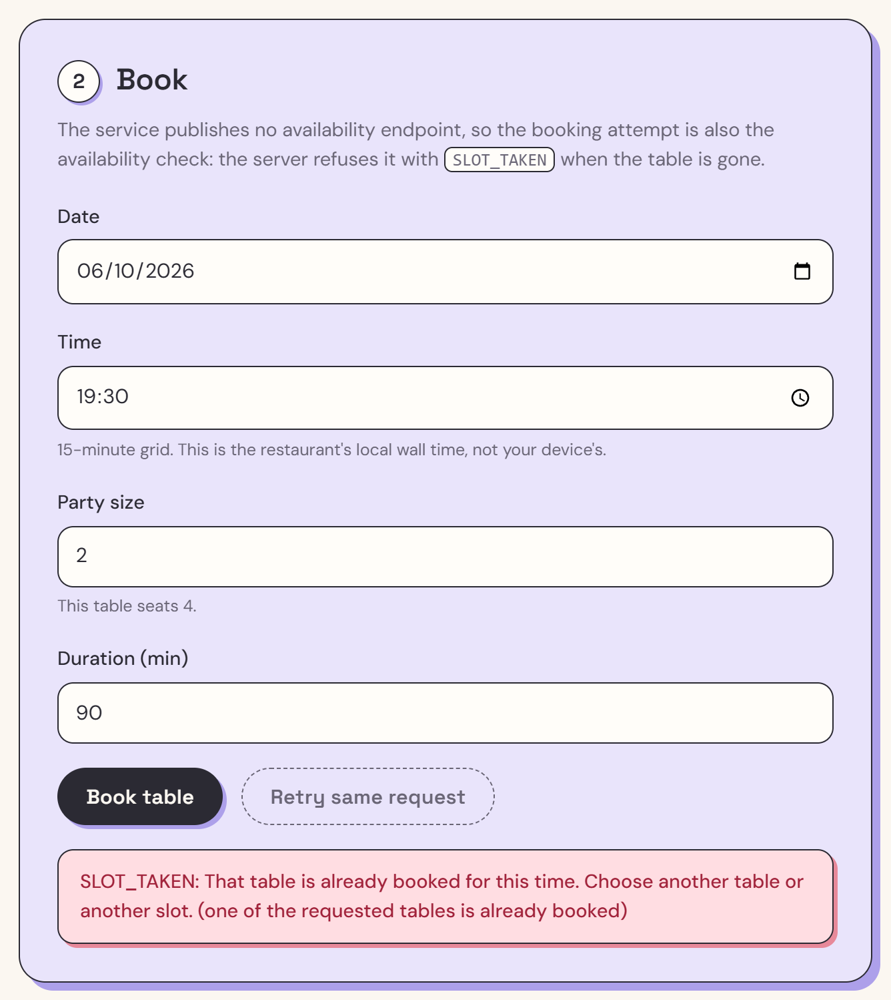 2 Book
The service publishes no availability endpoint, so the booking attempt is also the
availability check: the server refuses it with SLOT_TAKEN when the table is gone.
Date
06/10/2026
Time
19:30
15-minute grid. This is the restaurant's local wall time, not your device's.
Party size
2
This table seats 4.
Duration (min)
90
Book table Retry same request
SLOT_TAKEN: That table is already booked for this time. Choose another table or
another slot. (one of the requested tables is already booked)